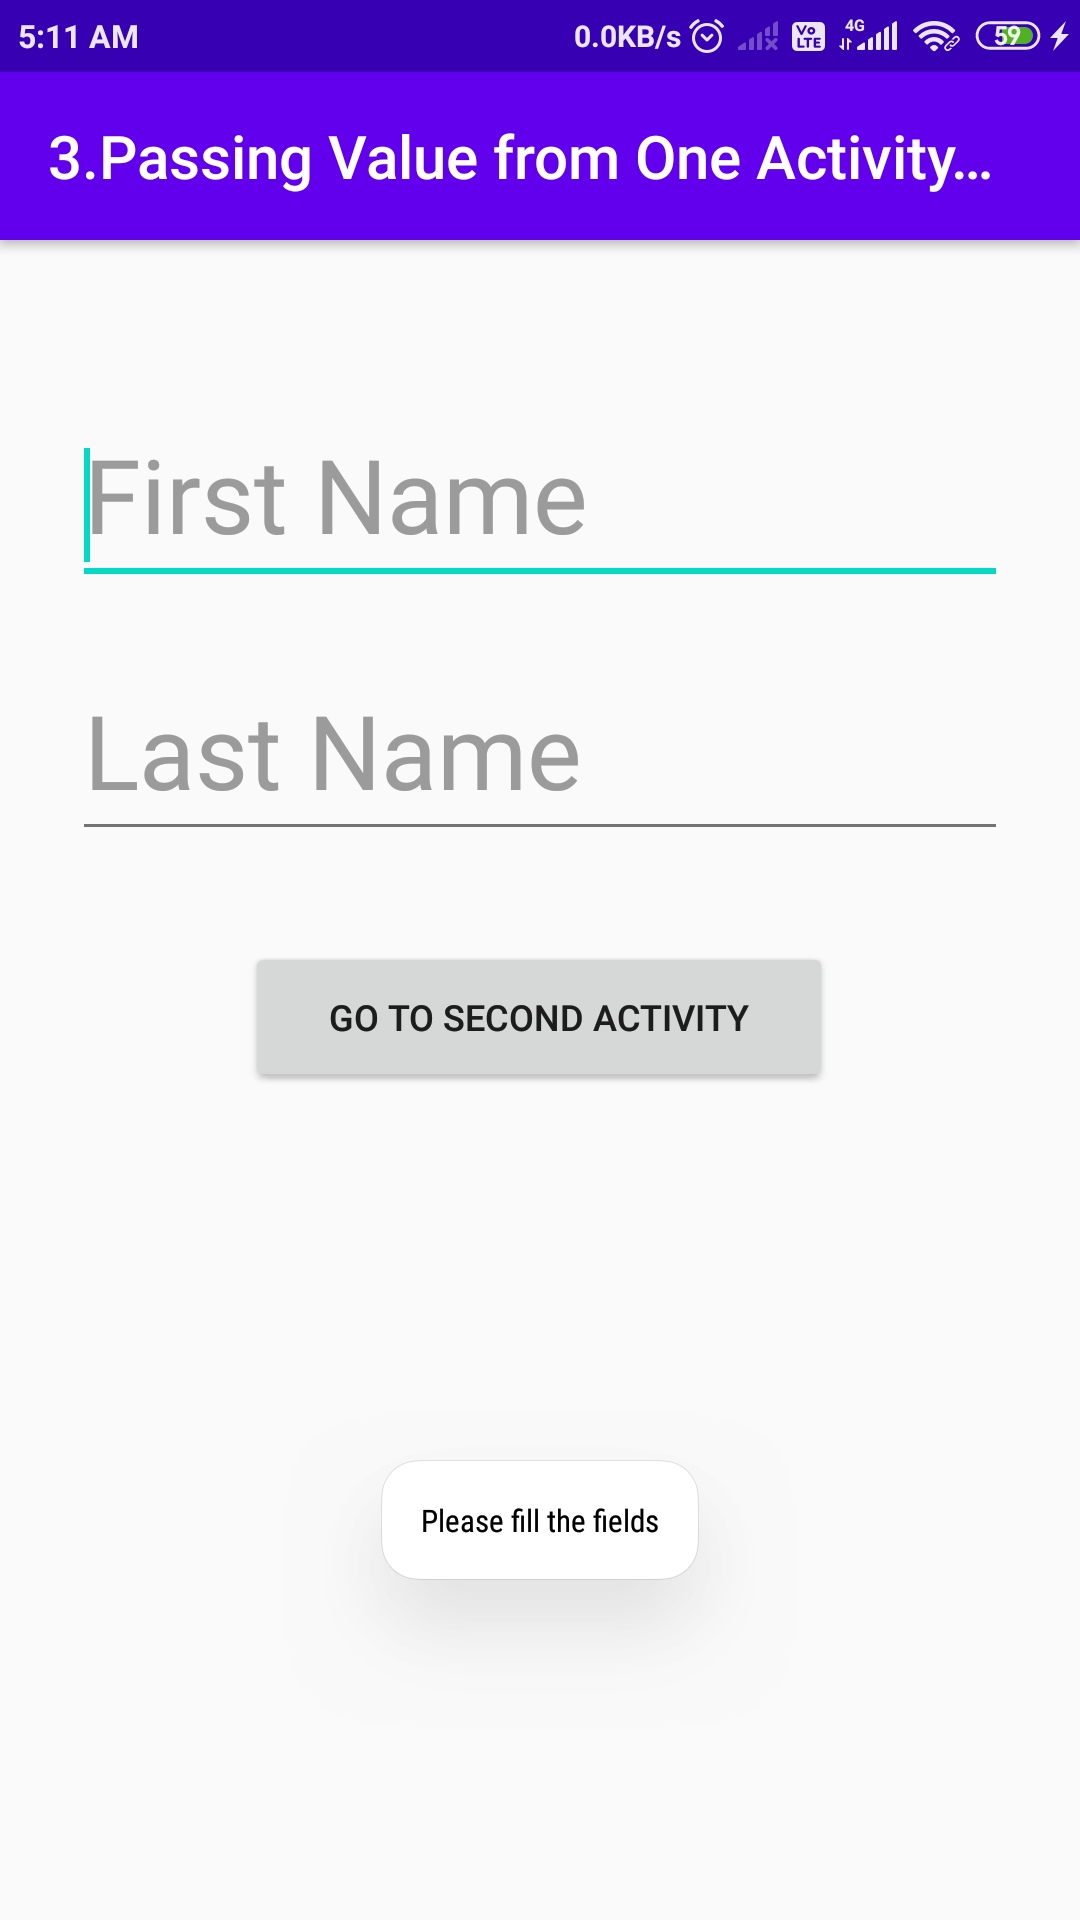 5:11 AM 0.0KB/s Vo LTE 4G 59
3.Passing Value from One Activity...
First Name
Last Name
GO TO SECOND ACTIVITY
Please fill the fields